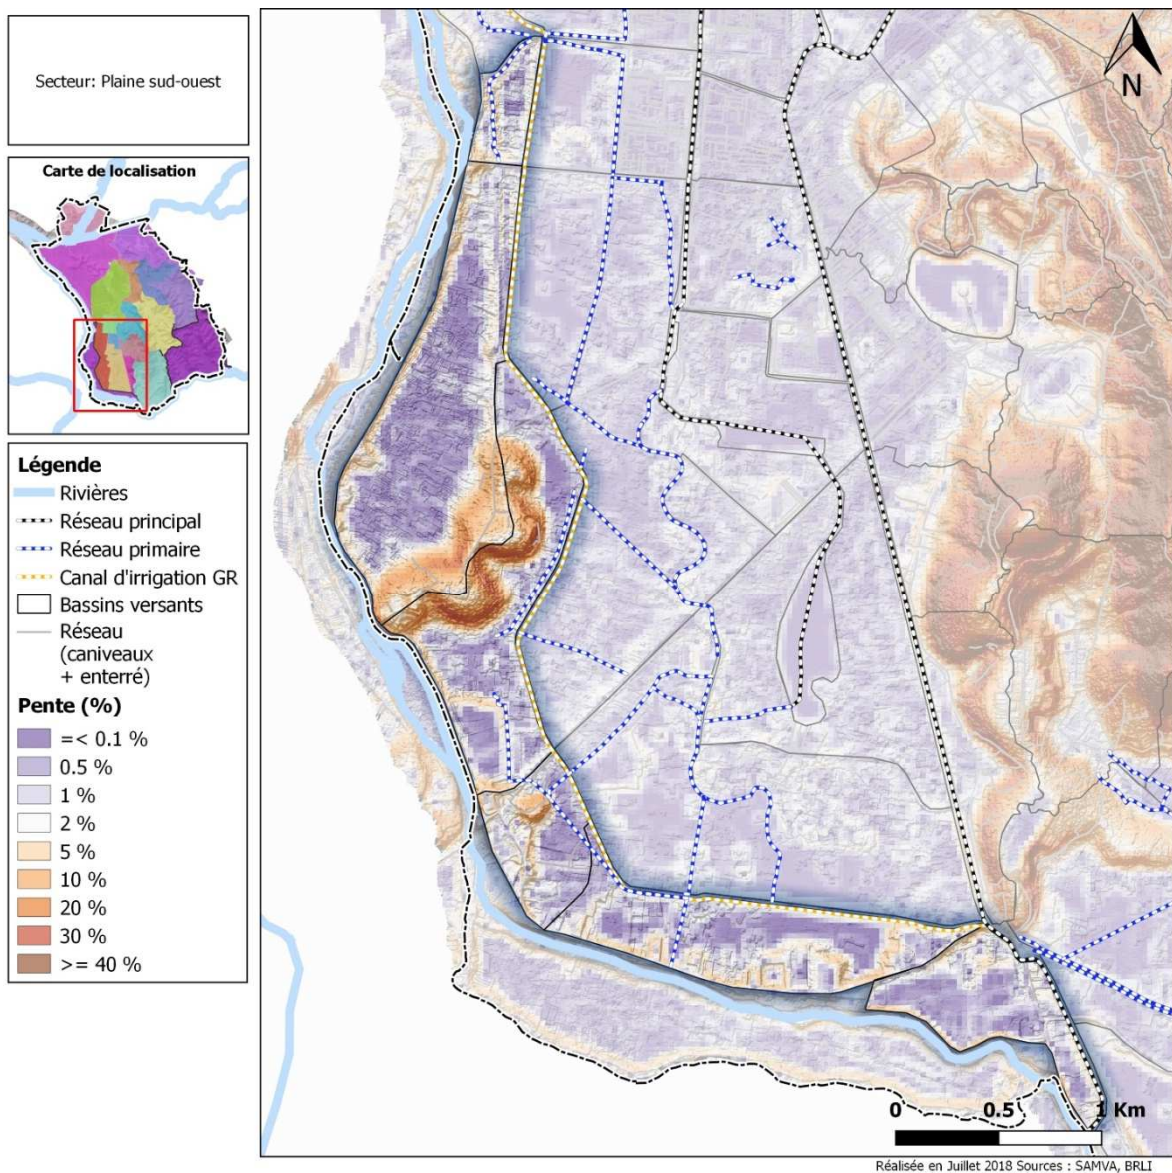 Secteur: Plaine sud-ouest
Carte de localisation
Légende
Rivières
Réseau principal
Réseau primaire
Canal d'irrigation GR
Bassins versants
Réseau
(caniveaux
+ enterré)
Pente (%)
=< 0.1 %
0.5 %
1 %
2 %
5 %
10 %
20 %
30 %
>= 40 %
N
0 0.5 1 Km
Réalisée en Juillet 2018 Sources : SAMVA, BRLI